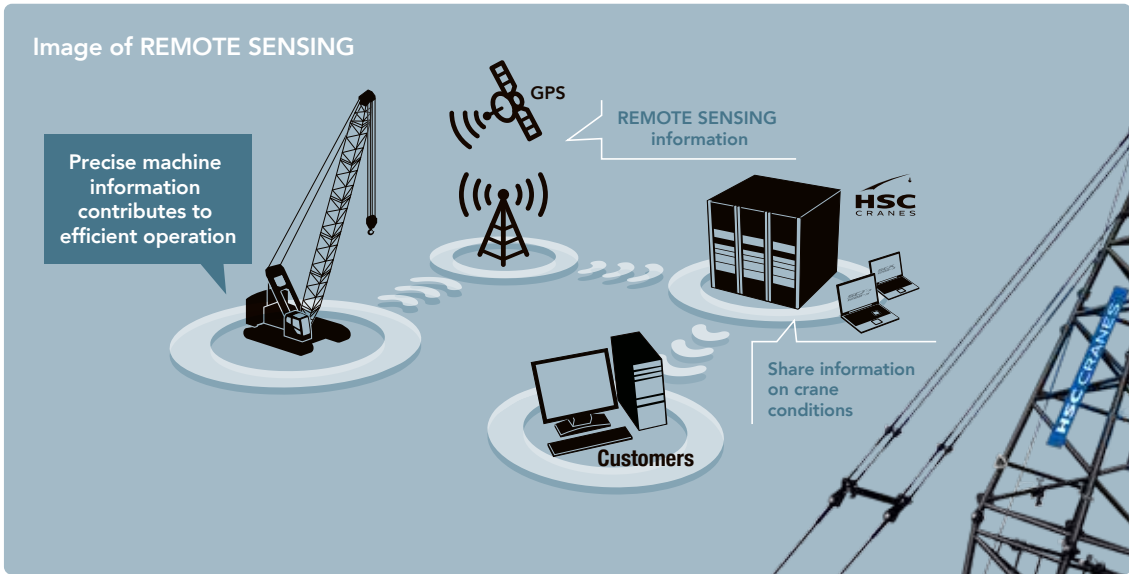 Image of REMOTE SENSING
Precise machine
information
contributes to
efficient operation
GPS
REMOTE SENSING
information
HSC
CRANES
Share information
on crane
conditions
Customers
HSC CRANES